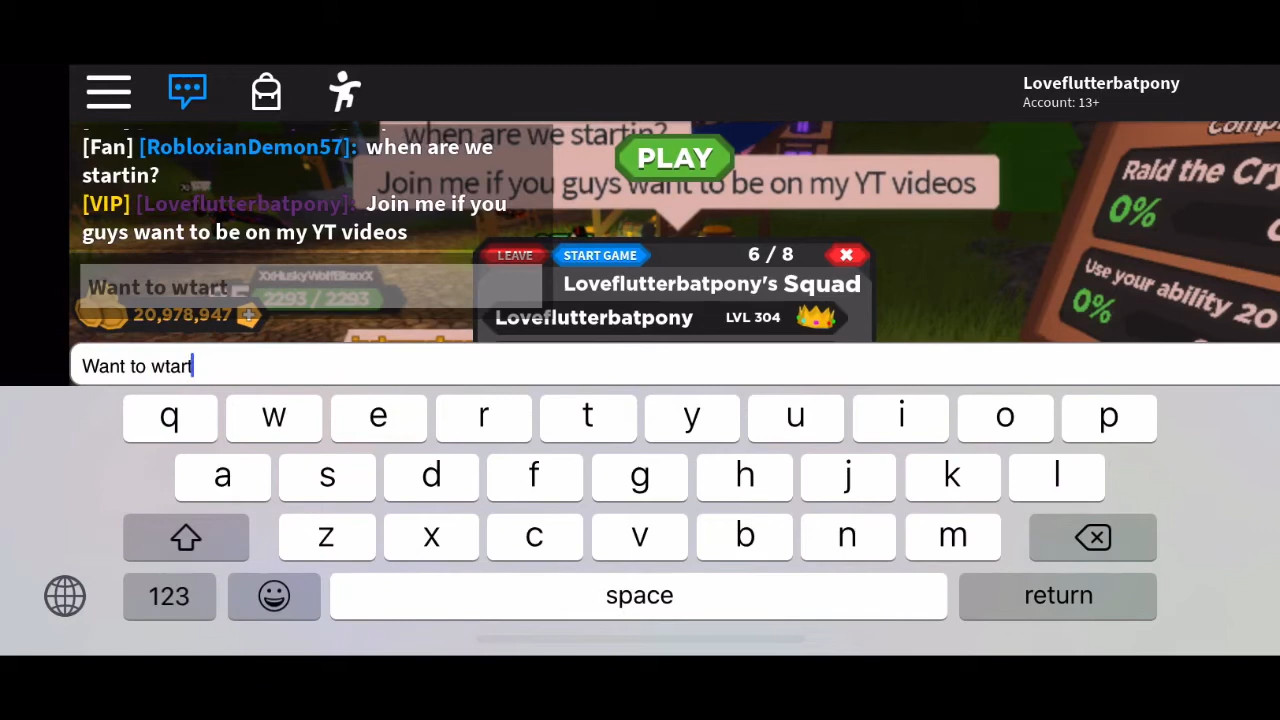 Loveflutterbatpony
Account: 13+
when are we startin?
[Fan] [RobloxianDemon57]: when are we
startin?
PLAY
Join me if you guys want to be on my YT videos
[VIP] [Loveflutterbatpony]: Join me if you
guys want to be on my YT videos
Raid the Cry
0%
LEAVE
START GAME
6 / 8
Loveflutterbatpony's Squad
Want to wtart
XxHuskyWolfBlaxxX
2293 / 2293
20,978,947
Loveflutterbatpony
LVL 304
Use your ability 20
0%
Want to wtart
q w e r t y u i o p
a s d f g h j k l
z x c v b n m
123
space
return